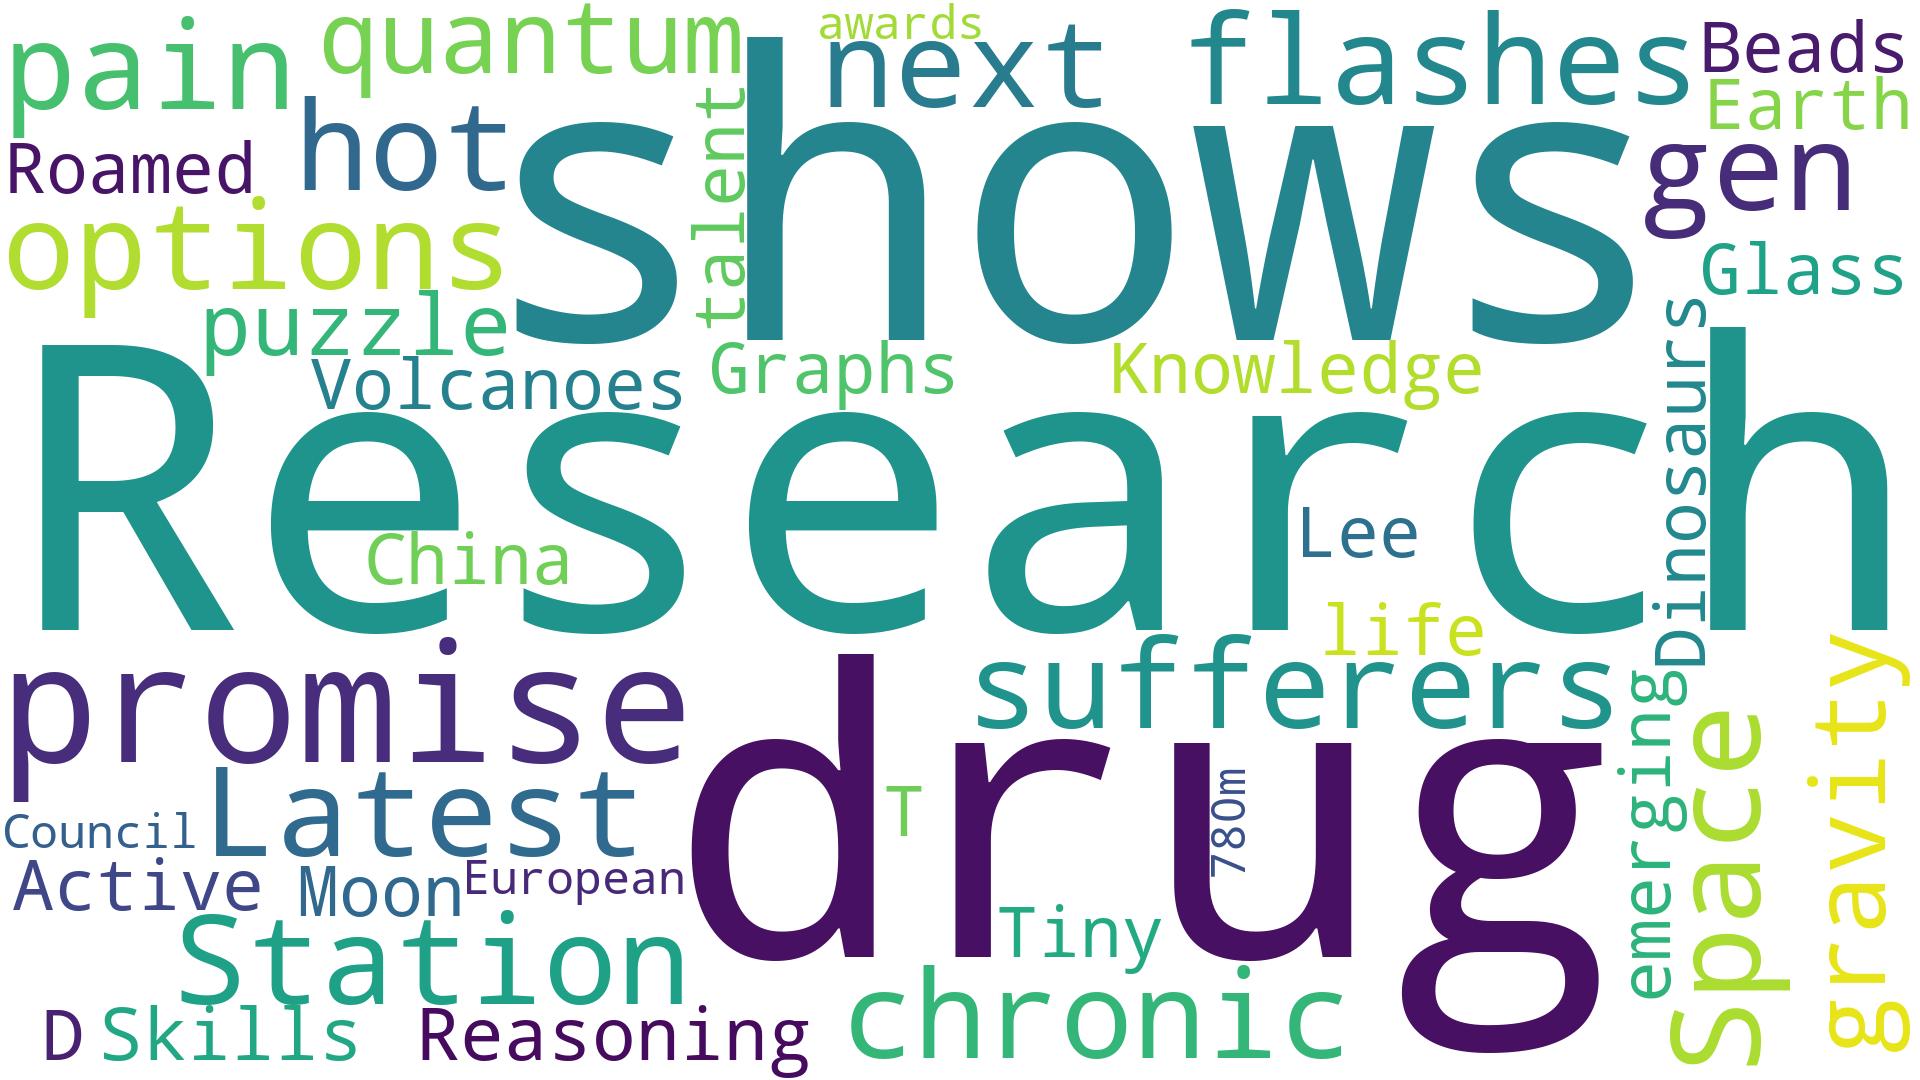 pain
quantum
awards
next
flashes
Beads
Earth
hot
Roamed
talent
shows
gen
options
Glass
puzzle
Volcanoes
Graphs
Knowledge
Dinosaurs
Research
China
Lee
life
promise
sufferers
drug
emerging
Space
gravity
Latest
T
780m
Council
Active
Moon
European
Station
Tiny
chronic
D
Skills
Reasoning